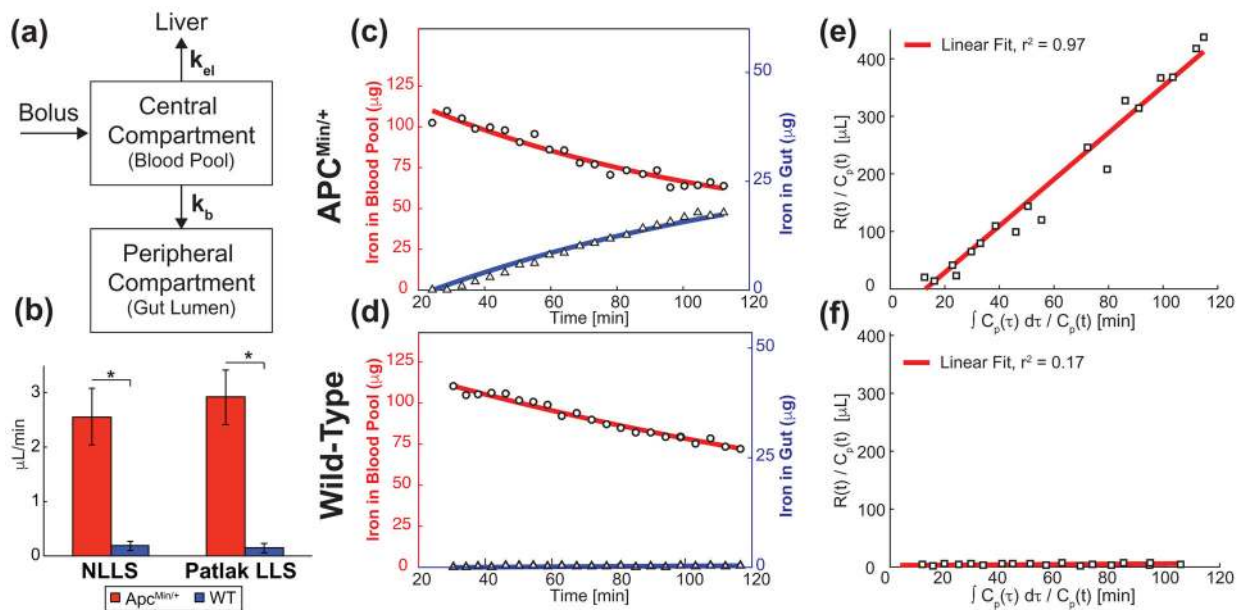 (a)
Liver
k_el
Bolus
Central
Compartment
(Blood Pool)
k_b
Peripheral
Compartment
(Gut Lumen)
(b)
*
*
µL/min
3
2
1
0
NLLS
Patlak LLS
Apc^Min/+
WT
APC^Min/+
(c)
Iron in Blood Pool (µg)
125
100
75
50
25
0
Iron in Gut (µg)
50
25
0
20 40 60 80 100 120
Time [min]
Wild-Type
(d)
Iron in Blood Pool (µg)
125
100
75
50
25
0
Iron in Gut (µg)
50
25
0
20 40 60 80 100 120
Time [min]
(e)
Linear Fit, r² = 0.97
R(t) / C_p(t) [µL]
400
300
200
100
0
0 20 40 60 80 100 120
∫ C_p(τ) dτ / C_p(t) [min]
(f)
Linear Fit, r² = 0.17
R(t) / C_p(t) [µL]
400
300
200
100
0
0 20 40 60 80 100 120
∫ C_p(τ) dτ / C_p(t) [min]